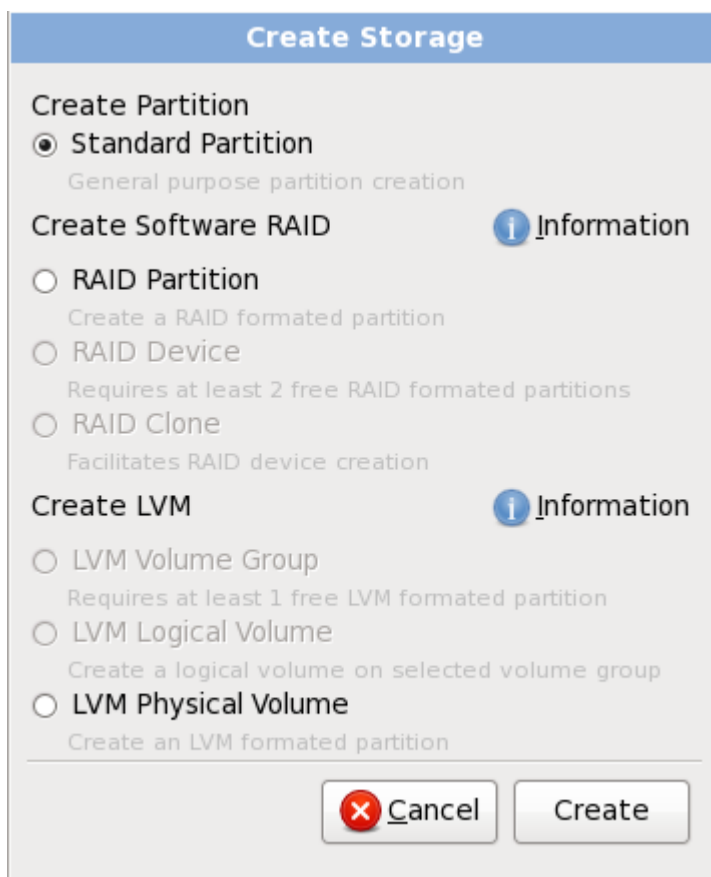 Create Storage
Create Partition
Standard Partition
General purpose partition creation
Create Software RAID
Information
RAID Partition
Create a RAID formated partition
RAID Device
Requires at least 2 free RAID formated partitions
RAID Clone
Facilitates RAID device creation
Create LVM
Information
LVM Volume Group
Requires at least 1 free LVM formated partition
LVM Logical Volume
Create a logical volume on selected volume group
LVM Physical Volume
Create an LVM formated partition
Cancel
Create